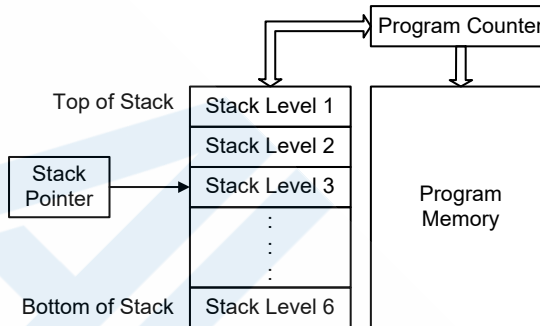 Program Counter
Top of Stack
Stack Level 1
Stack Level 2
Stack
Pointer
Stack Level 3
Program
Memory
:
:
:
Bottom of Stack
Stack Level 6